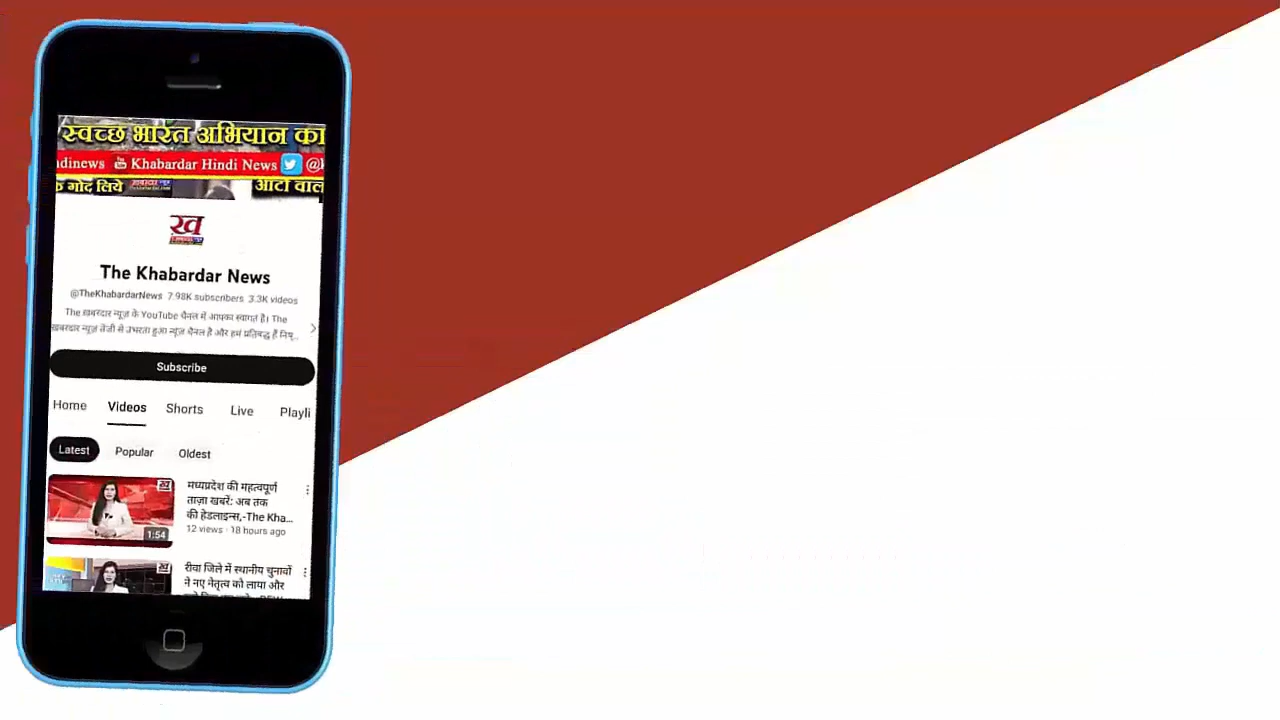 स्वच्छ भारत अभियान का
dinews Khabardar Hindi News @
गोद लिये
ऑटो वाल
ख
The Khabardar News
@TheKhabardarNews 7.98K subscribers 3.3K videos
The ख़बरदार न्यूज़ के YouTube चैनल में आपका स्वागत है। The
ख़बरदार न्यूज़ तेजी से उभरता हुआ न्यूज़ चैनल है और हम प्रतिबद्ध हैं निष्...
Subscribe
Home Videos Shorts Live Playli
Latest Popular Oldest
मध्यप्रदेश की महत्वपूर्ण
ताज़ा खबरें: अब तक
की हेडलाइन्स,-The Kha...
12 views · 18 hours ago
1:54
रीवा जिले में स्थानीय चुनावों
ने नए नेतृत्व को लाया और